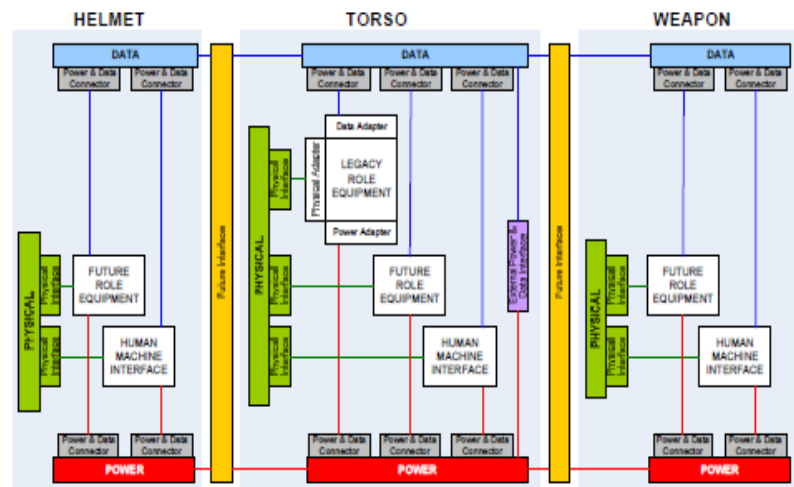 HELMET
TORSO
WEAPON
DATA
DATA
DATA
Power & Data
Connector
Power & Data
Connector
Power & Data
Connector
Power & Data
Connector
Power & Data
Connector
Power & Data
Connector
Power & Data
Connector
PHYSICAL
Physical
Interface
FUTURE
ROLE
EQUIPMENT
Physical
Interface
HUMAN
MACHINE
INTERFACE
Future Interface
PHYSICAL
Physical
Interface
Physical Adapter
Data Adapter
LEGACY
ROLE
EQUIPMENT
Power Adapter
Physical
Interface
FUTURE
ROLE
EQUIPMENT
Physical
Interface
HUMAN
MACHINE
INTERFACE
External Power &
Data Interface
Future Interface
PHYSICAL
Physical
Interface
FUTURE
ROLE
EQUIPMENT
Physical
Interface
HUMAN
MACHINE
INTERFACE
Power & Data
Connector
Power & Data
Connector
Power & Data
Connector
Power & Data
Connector
Power & Data
Connector
Power & Data
Connector
Power & Data
Connector
POWER
POWER
POWER